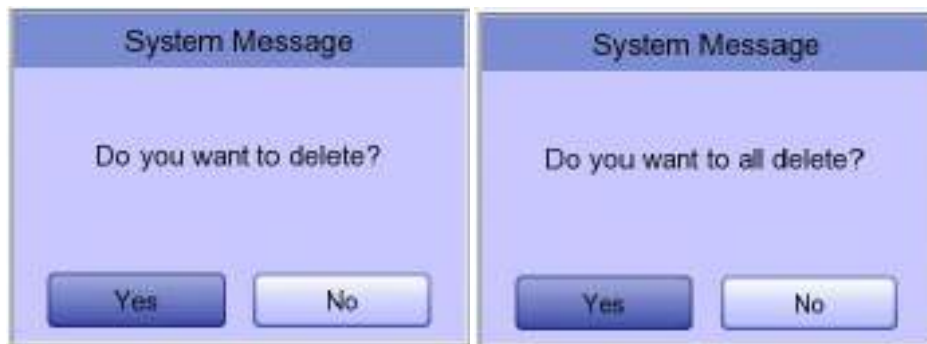 System Message
Do you want to delete?
Yes
No
System Message
Do you want to all delete?
Yes
No